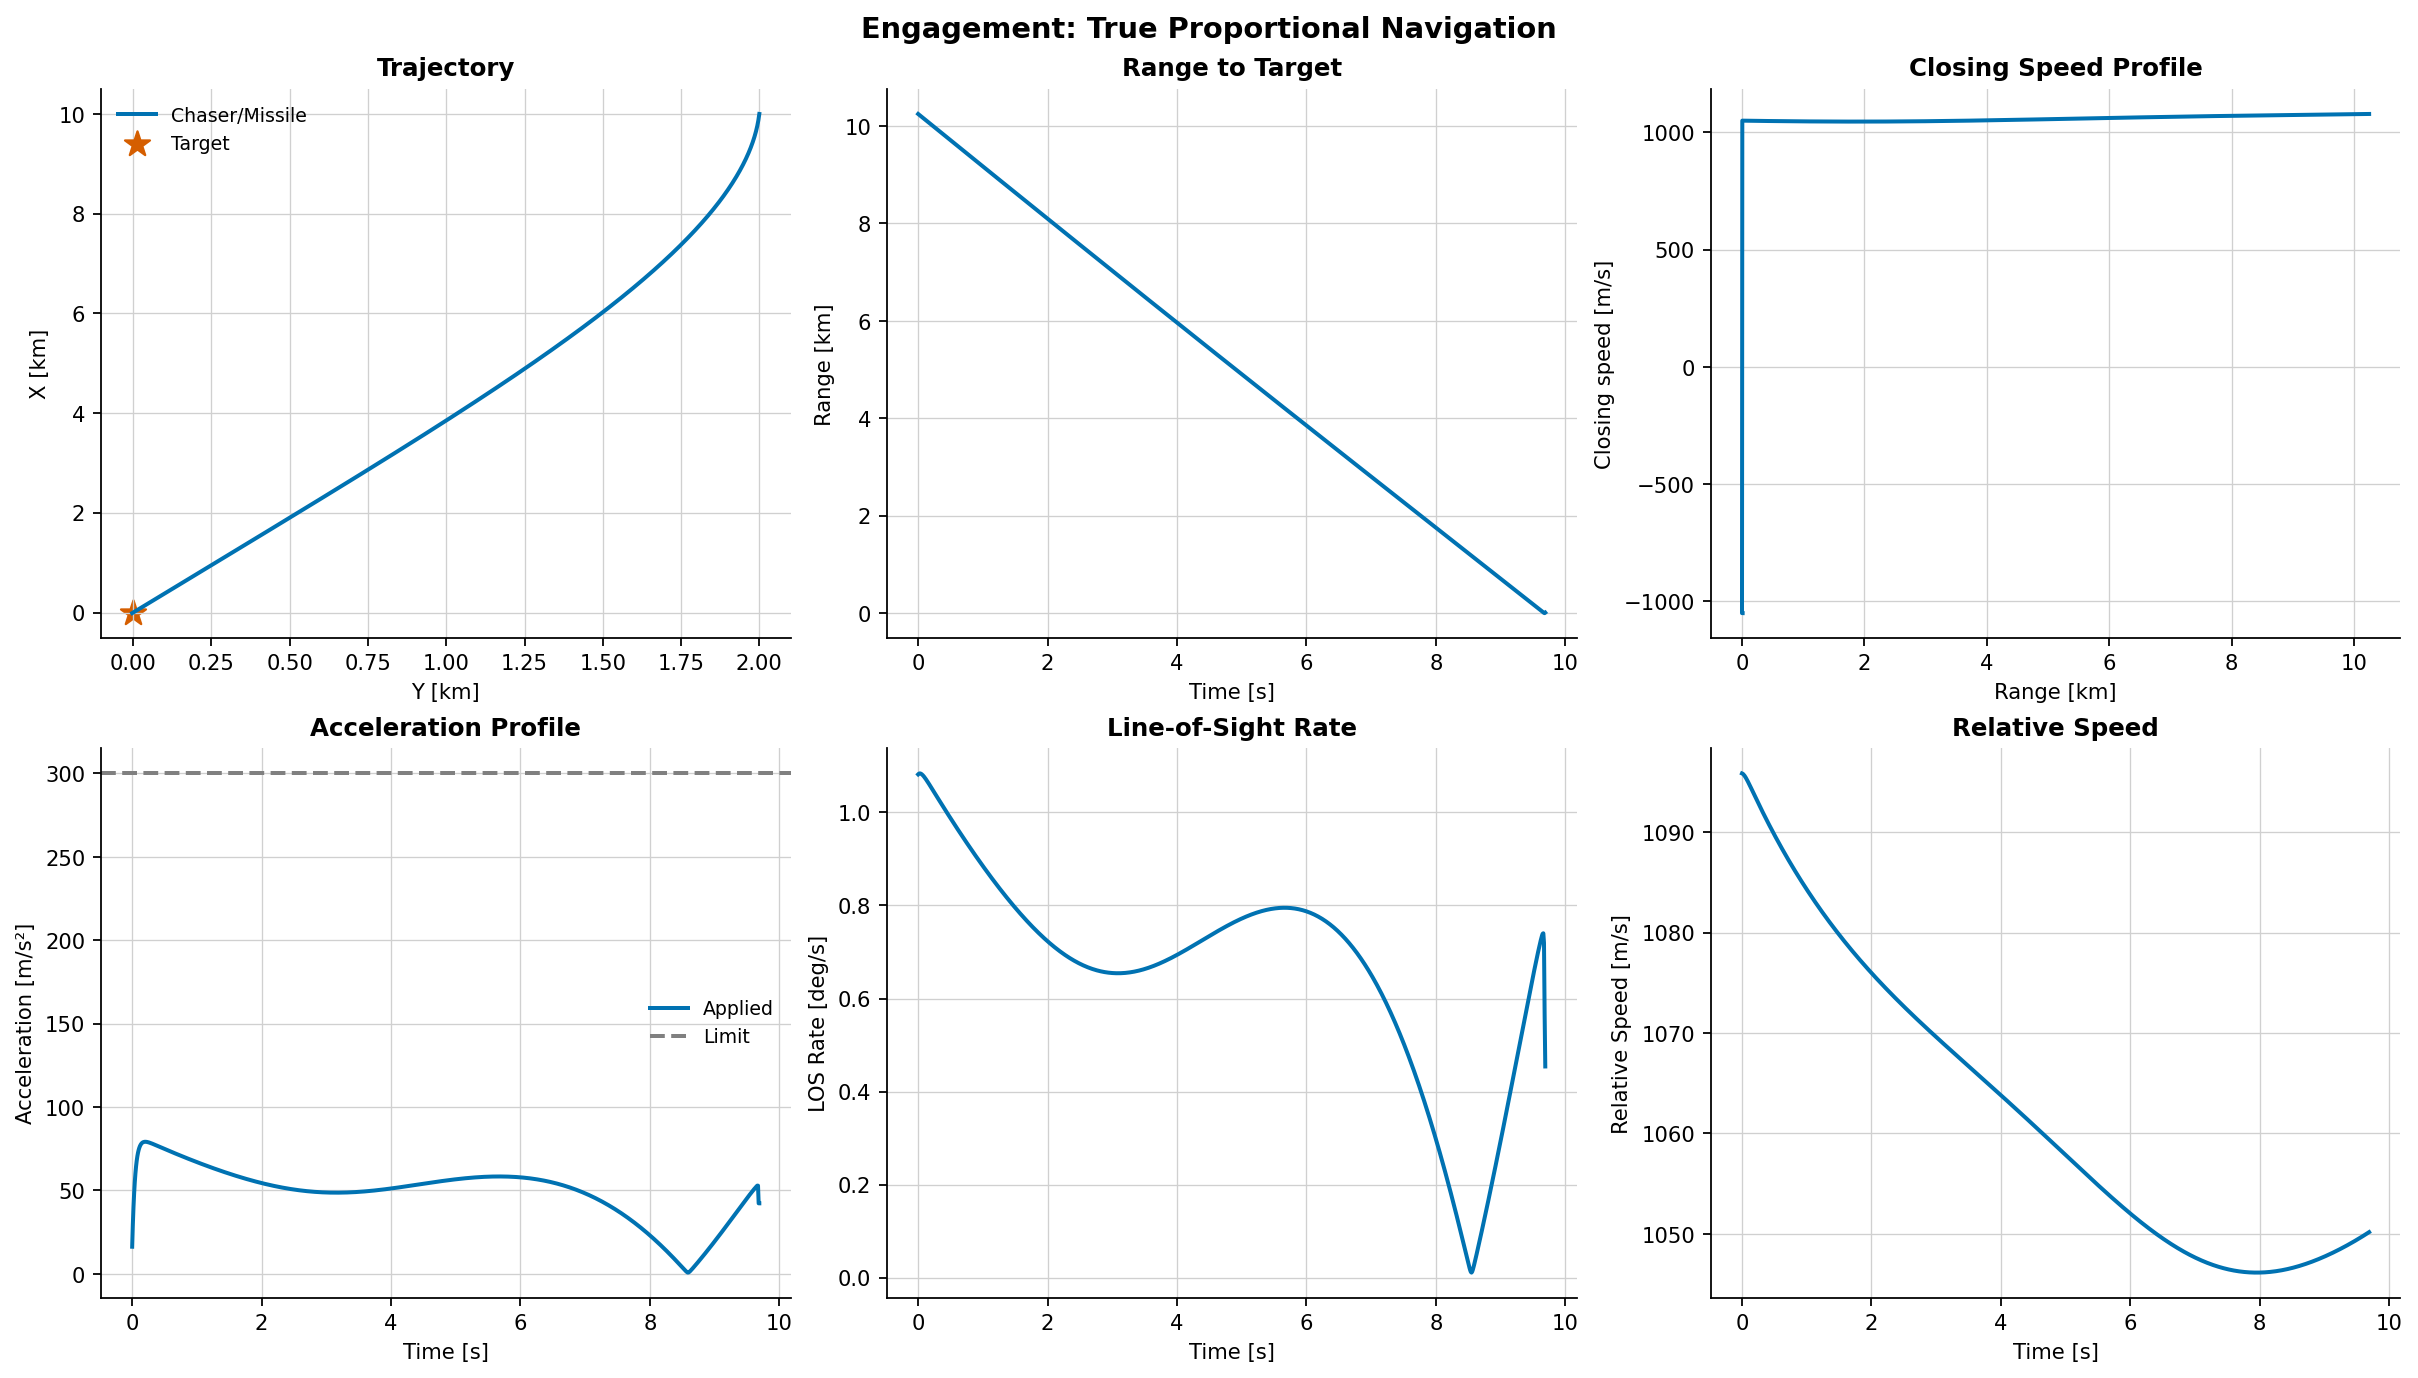 Engagement: True Proportional Navigation
Trajectory
Chaser/Missile
Target
X [km]
10
8
6
4
2
0
0.00 0.25 0.50 0.75 1.00 1.25 1.50 1.75 2.00
Y [km]
Range to Target
Range [km]
10
8
6
4
2
0
0 2 4 6 8 10
Time [s]
Closing Speed Profile
Closing speed [m/s]
1000
500
0
−500
−1000
0 2 4 6 8 10
Range [km]
Acceleration Profile
Acceleration [m/s²]
300
250
200
150
100
50
0
Applied
Limit
0 2 4 6 8 10
Time [s]
Line-of-Sight Rate
LOS Rate [deg/s]
1.0
0.8
0.6
0.4
0.2
0.0
0 2 4 6 8 10
Time [s]
Relative Speed
Relative Speed [m/s]
1090
1080
1070
1060
1050
0 2 4 6 8 10
Time [s]